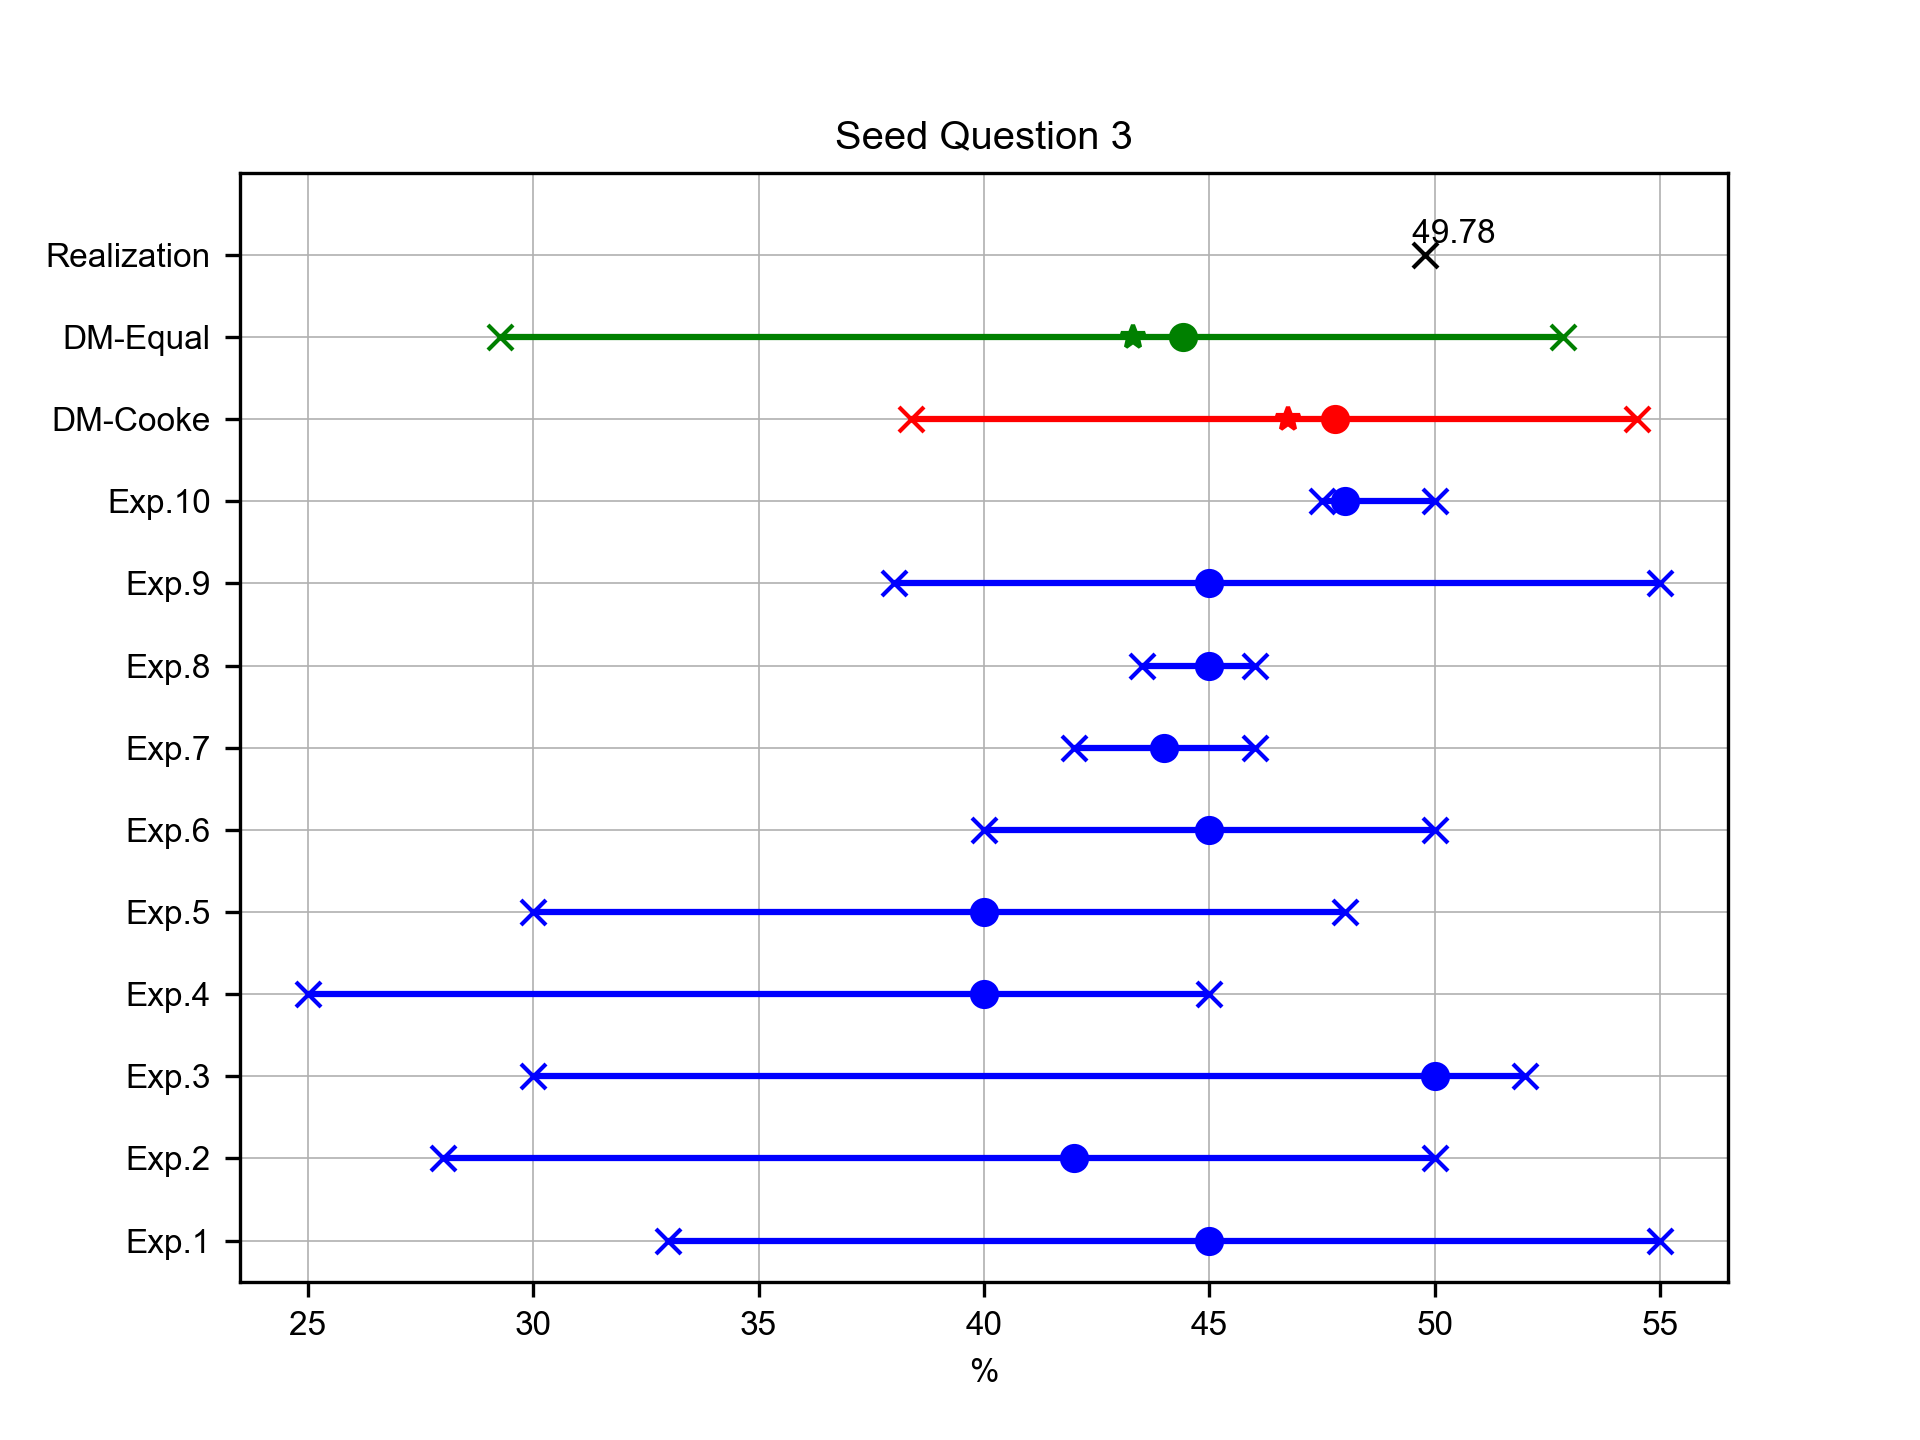 Seed Question 3
49.78
Realization
DM-Equal
DM-Cooke
Exp.10
Exp.9
Exp.8
Exp.7
Exp.6
Exp.5
Exp.4
Exp.3
Exp.2
Exp.1
25 30 35 40 45 50 55
%